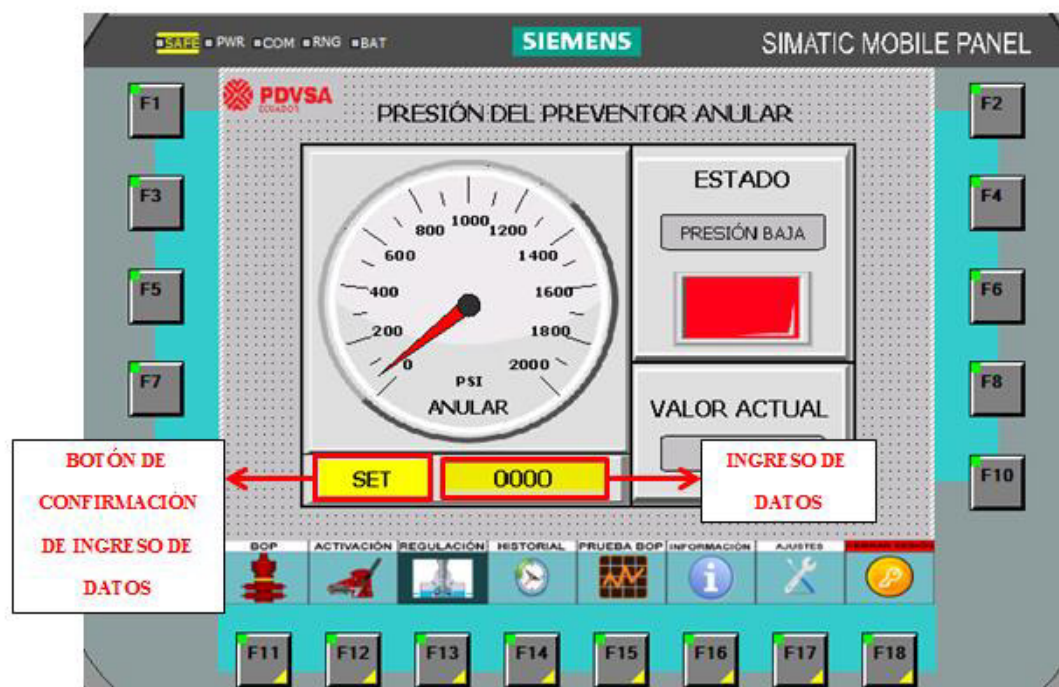 SAFE PWR COM RNG BAT
SIEMENS
SIMATIC MOBILE PANEL
F1
F2
PDVSA
ECUADOR
PRESIÓN DEL PREVENTOR ANULAR
ESTADO
F3
F4
PRESIÓN BAJA
0
200
400
600
800
1000
1200
1400
1600
1800
2000
PSI
ANULAR
F5
F6
F7
F8
VALOR ACTUAL
BOTÓN DE
CONFIRMACIÓN
DE INGRESO DE
DATOS
SET
0000
INGRESO DE
DATOS
F10
BOP
ACTIVACIÓN
REGULACIÓN
HISTORIAL
PRUEBA BOP
INFORMACIÓN
AJUSTES
F11
F12
F13
F14
F15
F16
F17
F18